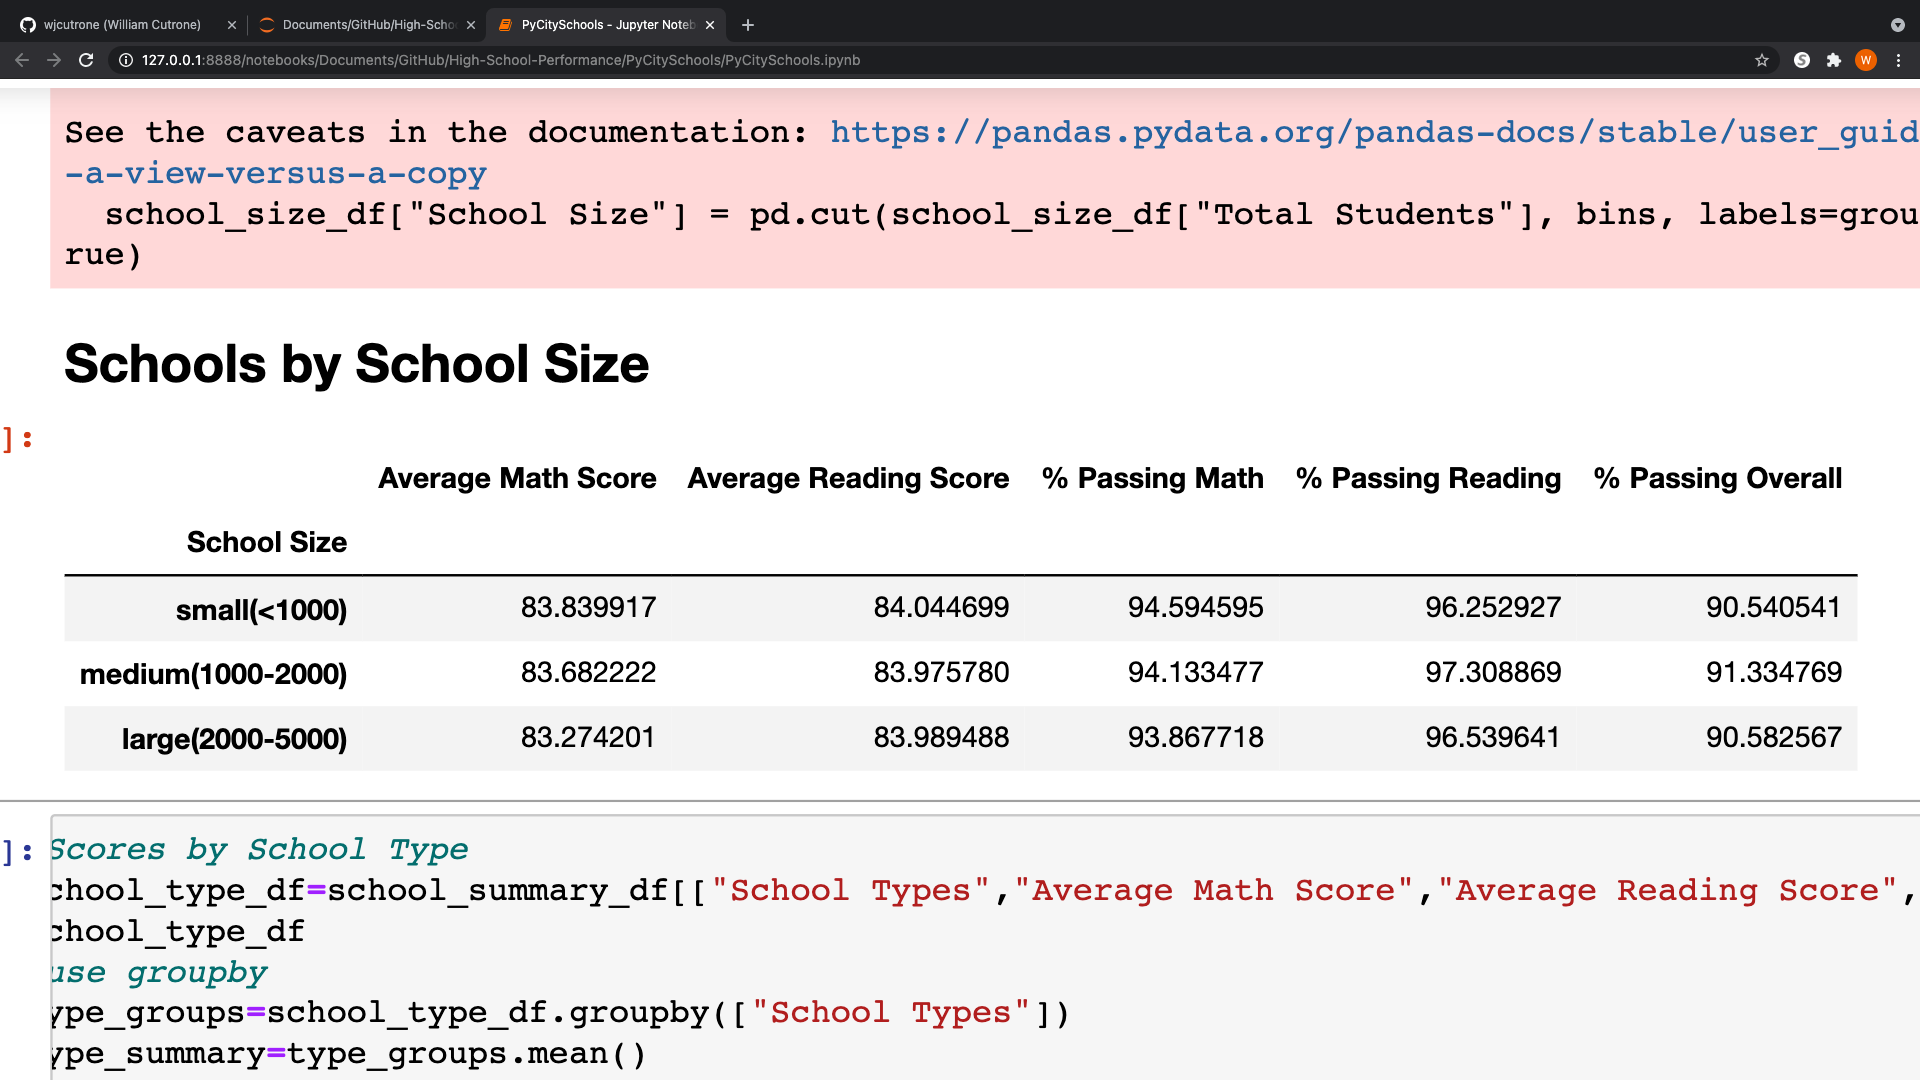 wjcutrone (William Cutrone)
Documents/GitHub/High-Schoo
PyCitySchools - Jupyter Noteb
127.0.0.1:8888/notebooks/Documents/GitHub/High-School-Performance/PyCitySchools/PyCitySchools.ipynb
W
See the caveats in the documentation: https://pandas.pydata.org/pandas-docs/stable/user_guid
-a-view-versus-a-copy
school_size_df["School Size"] = pd.cut(school_size_df["Total Students"], bins, labels=grou
rue)
Schools by School Size
]:
Average Math Score Average Reading Score % Passing Math % Passing Reading % Passing Overall
School Size
small(<1000) 83.839917 84.044699 94.594595 96.252927 90.540541
medium(1000-2000) 83.682222 83.975780 94.133477 97.308869 91.334769
large(2000-5000) 83.274201 83.989488 93.867718 96.539641 90.582567
]: Scores by School Type
chool_type_df=school_summary_df[["School Types","Average Math Score","Average Reading Score",
chool_type_df
use groupby
ype_groups=school_type_df.groupby(["School Types"])
ype_summary=type_groups.mean()